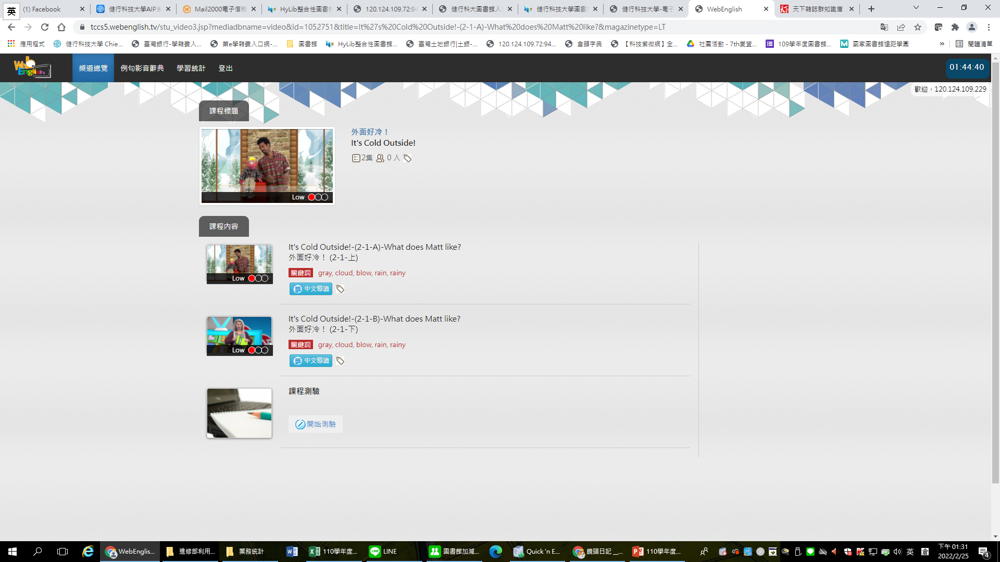 英
(1) Facebook
健行科技大學AIP
Mail2000電子信箱
HyLib整合性圖書
120.124.109.72:94
健行科大圖書館入
健行科技大學圖書
健行科技大學-電子
WebEnglish
天下雜誌群知識庫
tccs5.webenglish.tv/stu_video3.jsp?mediadbname=video&id=1052751&title=It%27s%20Cold%20Outside!-(2-1-A)-What%20does%20Matt%20like?&magazinetype=LT
應用程式
健行科技大學 Chie...
臺灣銀行-學雜費入...
第e學雜費入口網-...
圖書館
HyLib整合性圖書館...
臺灣土地銀行|土銀-...
120.124.109.72:94...
倉頡字典
【科技紫微網】全...
社團活動 - 7th愛資...
109學年度圖書館...
國家圖書館遠距學園
»
閱讀清單
Web English
頻道總覽
例句影音辭典
學習統計
登出
01:44:40
歡迎，120.124.109.229
課程標題
外面好冷！
It's Cold Outside!
2集 0 人
Low
課程內容
It's Cold Outside!-(2-1-A)-What does Matt like?
外面好冷！ (2-1-上)
關鍵詞 gray, cloud, blow, rain, rainy
Low
中文導讀
It's Cold Outside!-(2-1-B)-What does Matt like?
外面好冷！ (2-1-下)
關鍵詞 gray, cloud, blow, rain, rainy
Low
中文導讀
課程測驗
開始測驗
WebEnglis...
進修部利用...
業務統計
110學年度...
LINE
圖書館加減...
Quick 'n E...
鏡頭日記 __...
110學年度...
英
下午 01:31
2022/2/25
4